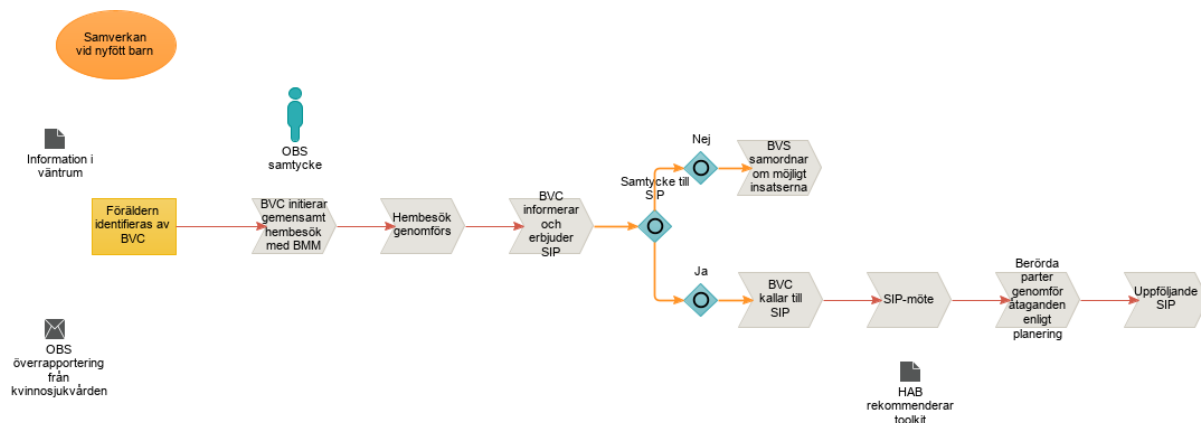 Samverkan
vid nyfött barn
OBS
samtycke
Information i
väntrum
Föräldern
identifieras av
BVC
BVC initierar
gemensamt
hembesök
med BMM
Hembesök
genomförs
BVC
informerar
och erbjuder
SIP
Samtycke till
SIP
Nej
BVS
samordnar
om möjligt
insatserna
Ja
BVC
kallar till
SIP
SIP-möte
Berörda
parter
genomför
åtaganden
enligt
planering
Uppföljande
SIP
OBS
överrapportering
från
kvinnosjukvården
HAB
rekommenderar
toolkit